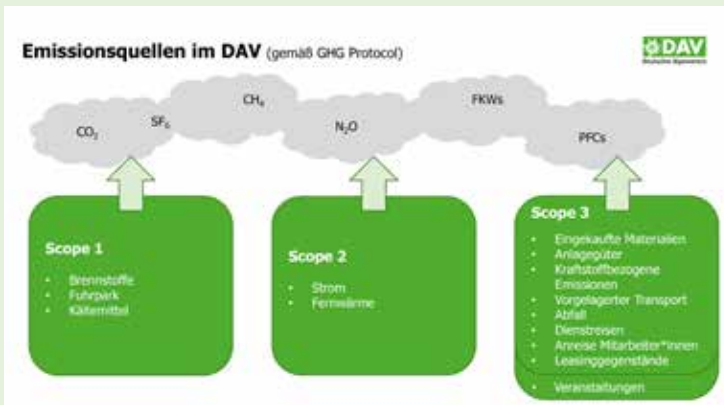 Emissionsquellen im DAV (gemäß GHG Protocol)
DAV
Deutscher Alpenverein
CO₂
SF₆
CH₄
N₂O
FKWs
PFCs
Scope 1
• Brennstoffe
• Fuhrpark
• Kältemittel
Scope 2
• Strom
• Fernwärme
Scope 3
• Eingekaufte Materialien
• Anlagegüter
• Kraftstoffbezogene
Emissionen
• Vorgelagerter Transport
• Abfall
• Dienstreisen
• Anreise Mitarbeiter*innen
• Leasinggegenstände
• Veranstaltungen